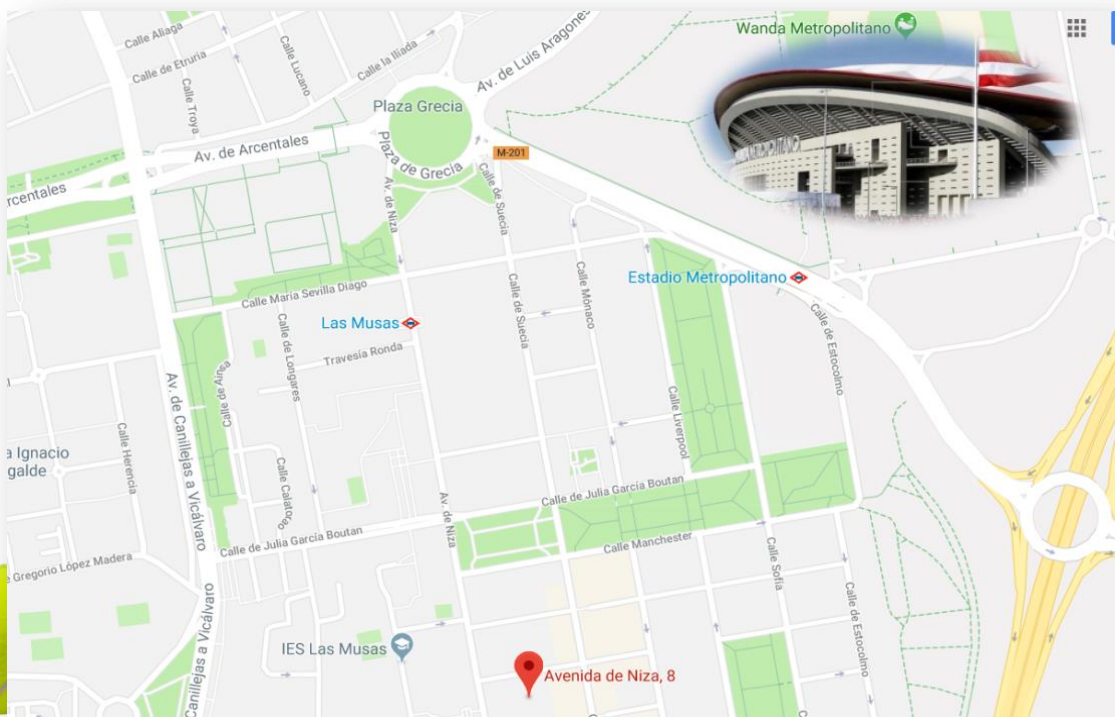 Calle Aliaga
Calle de Etruria
Calle Troya
Calle Lucano
Calle la Iliada
Av. de Luis Aragonés
Wanda Metropolitano
Plaza Grecia
Plaza de Grecia
M-201
Av. de Arcentales
Arcentales
METROPOLITANO
Av. de Niza
Calle de Suecia
Calle Mónaco
Calle de Suecia
Estadio Metropolitano
Calle María Sevilla Diago
Las Musas
Travesía Ronda
Calle de Longares
Calle de Ainsa
Calle de Estocolmo
Av. de Canillejas a Vicálvaro
Calle Herencia
a Ignacio
galde
Calle Liverpool
Calle Calatorao
Av. de Niza
Calle de Julia García Boutan
Calle de Julia García Boutan
Calle Manchester
Gregorio López Madera
Canillejas a Vicálvaro
Calle Sofía
Calle de Estocolmo
IES Las Musas
Avenida de Niza, 8